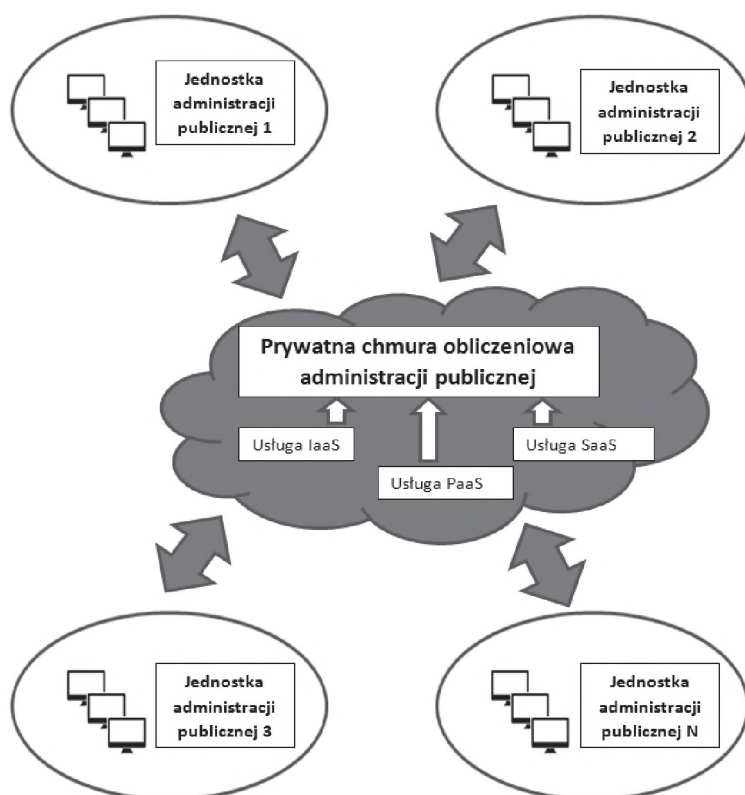 Jednostka
administracji
publicznej 1
Jednostka
administracji
publicznej 2
Prywatna chmura obliczeniowa
administracji publicznej
Usługa IaaS
Usługa SaaS
Usługa PaaS
Jednostka
administracji
publicznej 3
Jednostka
administracji
publicznej N